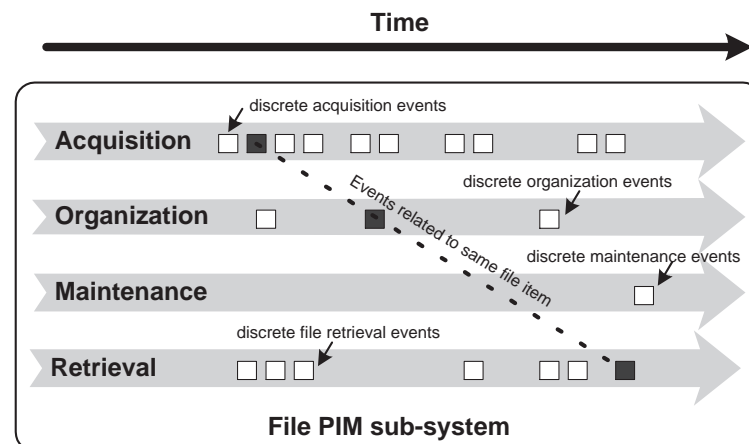 Time
discrete acquisition events
Acquisition
Events related to same file item
discrete organization events
Organization
discrete maintenance events
Maintenance
discrete file retrieval events
Retrieval
File PIM sub-system